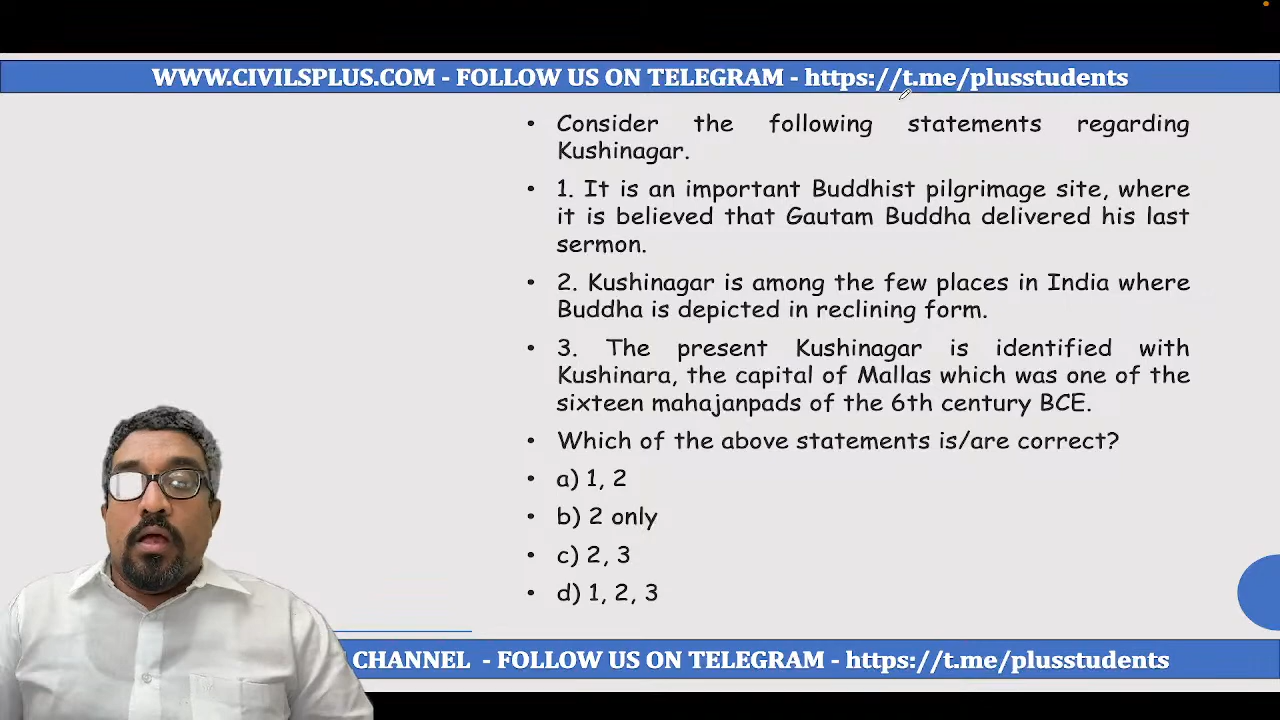 WWW.CIVILSPLUS.COM - FOLLOW US ON TELEGRAM - https://t.me/plusstudents
• Consider the following statements regarding
Kushinagar.
• 1. It is an important Buddhist pilgrimage site, where
it is believed that Gautam Buddha delivered his last
sermon.
• 2. Kushinagar is among the few places in India where
Buddha is depicted in reclining form.
• 3. The present Kushinagar is identified with
Kushinara, the capital of Mallas which was one of the
sixteen mahajanpads of the 6th century BCE.
• Which of the above statements is/are correct?
• a) 1, 2
• b) 2 only
• c) 2, 3
• d) 1, 2, 3
CHANNEL - FOLLOW US ON TELEGRAM - https://t.me/plusstudents